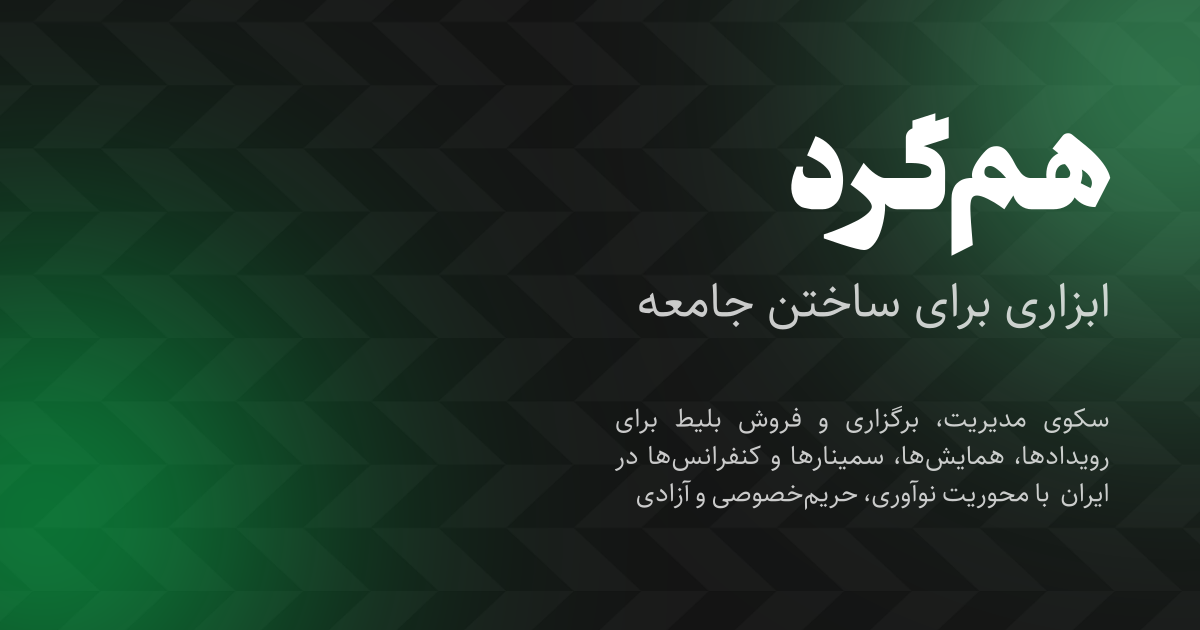 هم‌گرد
ابزاری برای ساختن جامعه
سکوی مدیریت، برگزاری و فروش بلیط برای
رویدادها، همایش‌ها، سمینارها و کنفرانس‌ها در
ایران با محوریت نوآوری، حریم‌خصوصی و آزادی